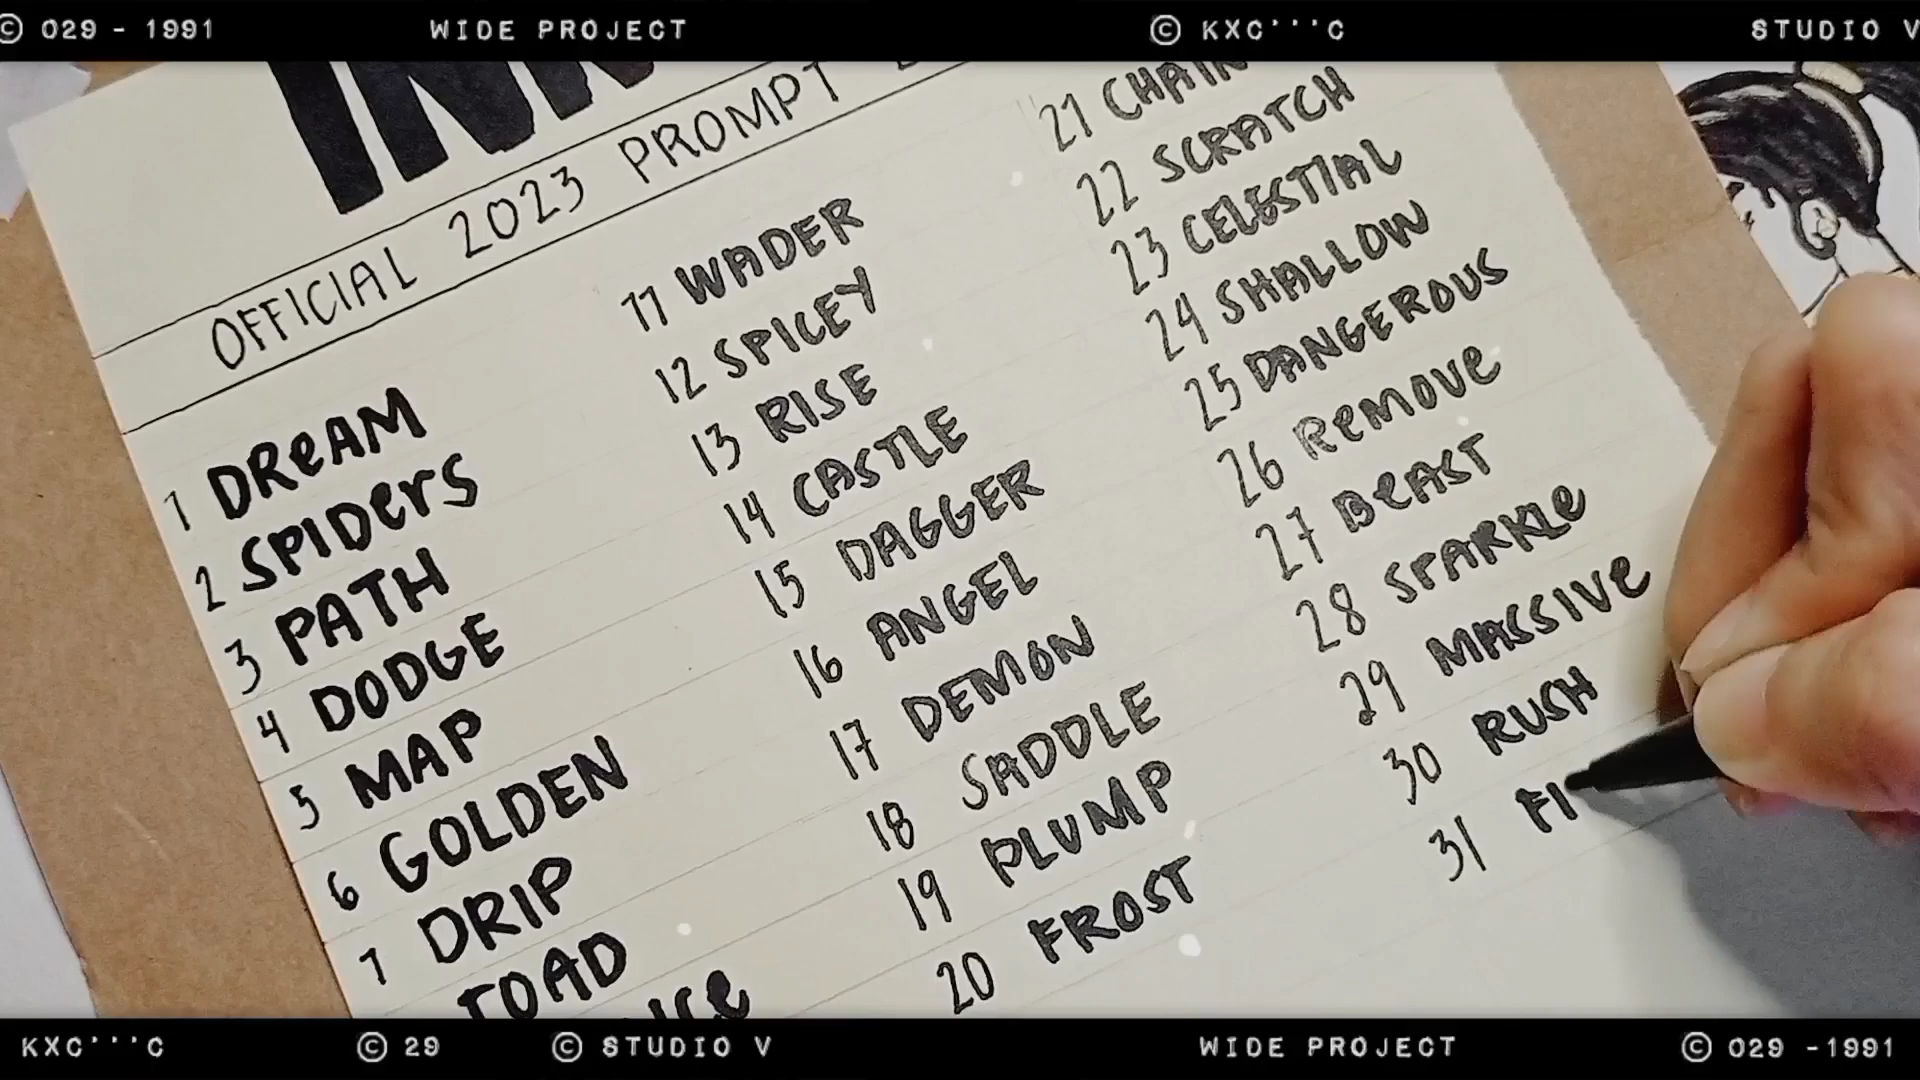 © 029 - 1991 WIDE PROJECT © KXC'''C STUDIO V
OFFICIAL 2023 PROMPT
1 DReAM
2 SPIDerS
3 PATH
4 DODGE
5 MAP
6 GOLDEN
7 DRIP
TOAD
11 WADER
12 SPICEY
13 RISE
14 CASTLE
15 DAGGER
16 ANGEL
17 DEMON
18 SADDLE
19 PLUMP
20 FROST
21 CHAIN
22 SCRATCH
23 CELESTIAL
24 SHALLOW
25 DANGEROUS
26 ReMOVe
27 BeAST
28 SPARKLe
29 MASSIVe
30 RUSH
31 FI
KXC'''C © 29 © STUDIO V WIDE PROJECT © 029 -1991